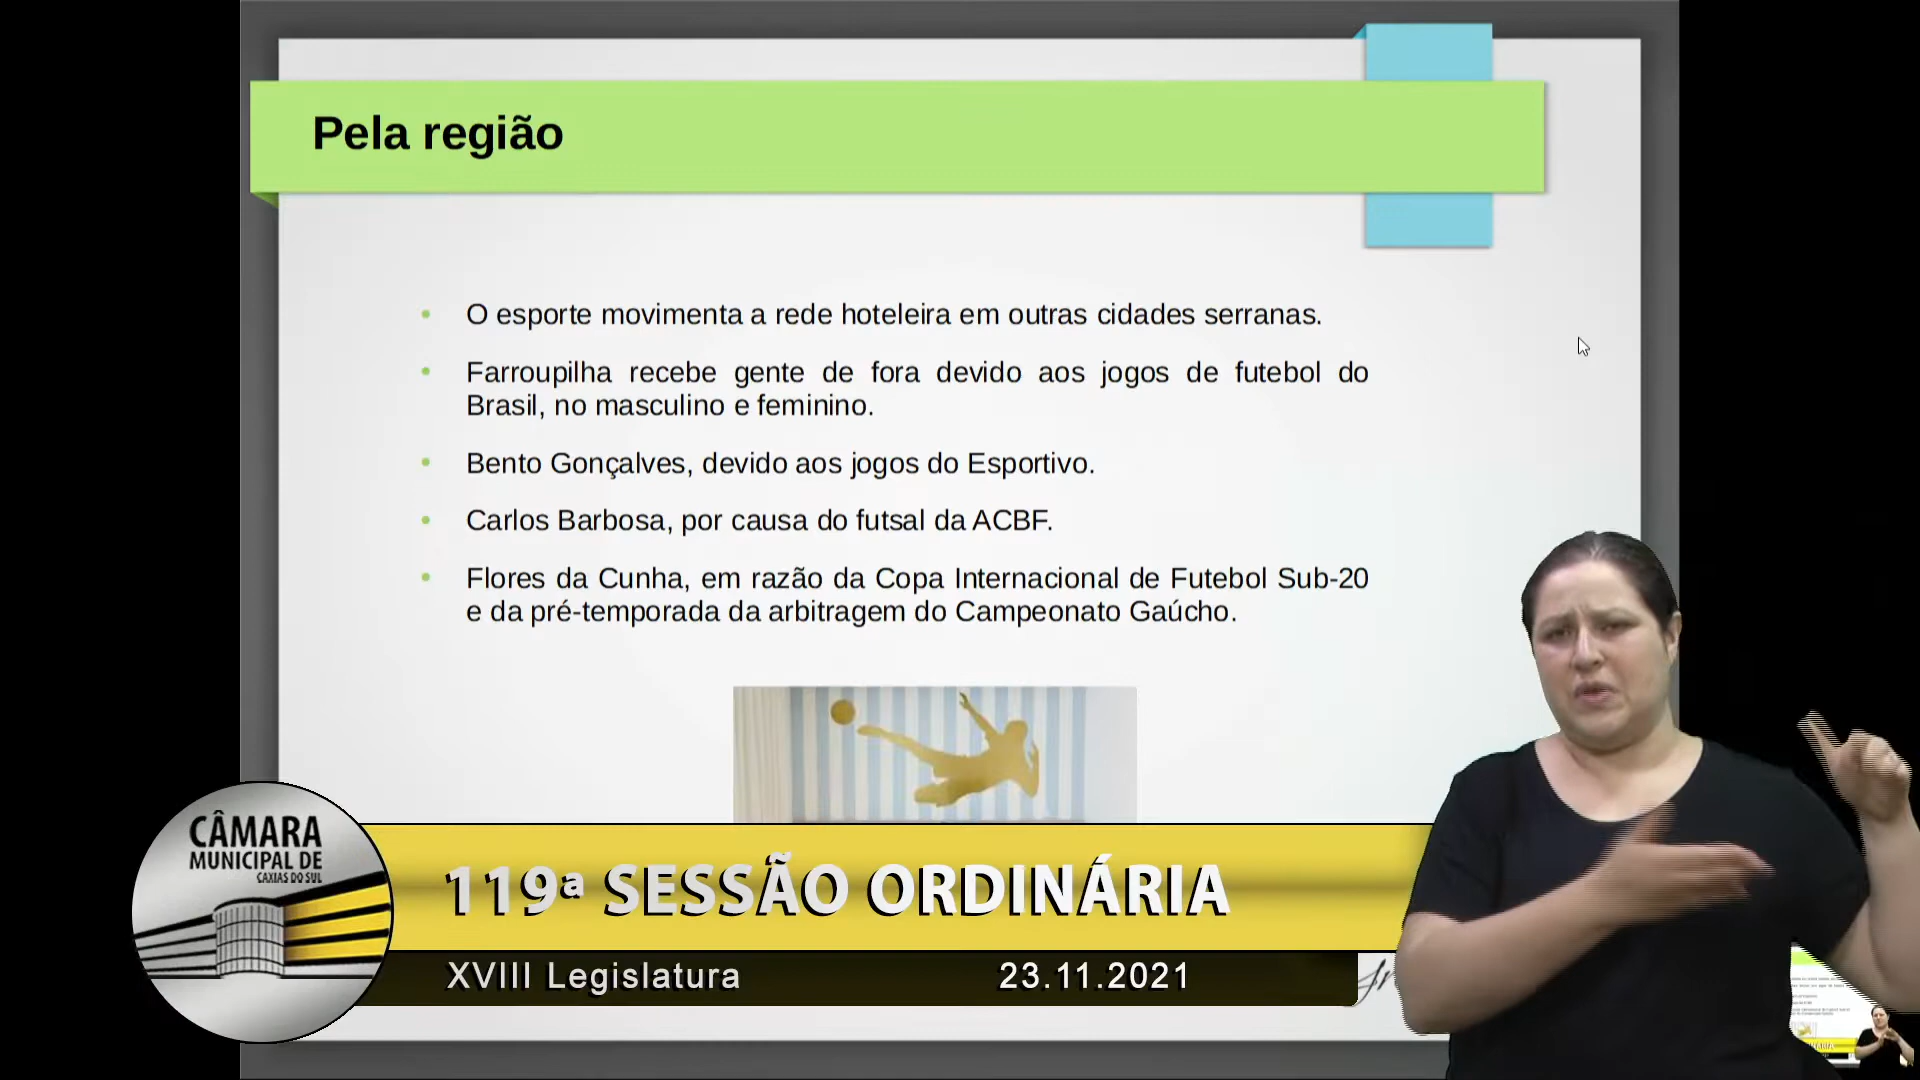 Pela região
O esporte movimenta a rede hoteleira em outras cidades serranas.
Farroupilha recebe gente de fora devido aos jogos de futebol do
Brasil, no masculino e feminino.
Bento Gonçalves, devido aos jogos do Esportivo.
Carlos Barbosa, por causa do futsal da ACBF.
Flores da Cunha, em razão da Copa Internacional de Futebol Sub-20
e da pré-temporada da arbitragem do Campeonato Gaúcho.
CÂMARA
MUNICIPAL DE
CAXIAS DO SUL
119ª SESSÃO ORDINÁRIA
XVIII Legislatura 23.11.2021